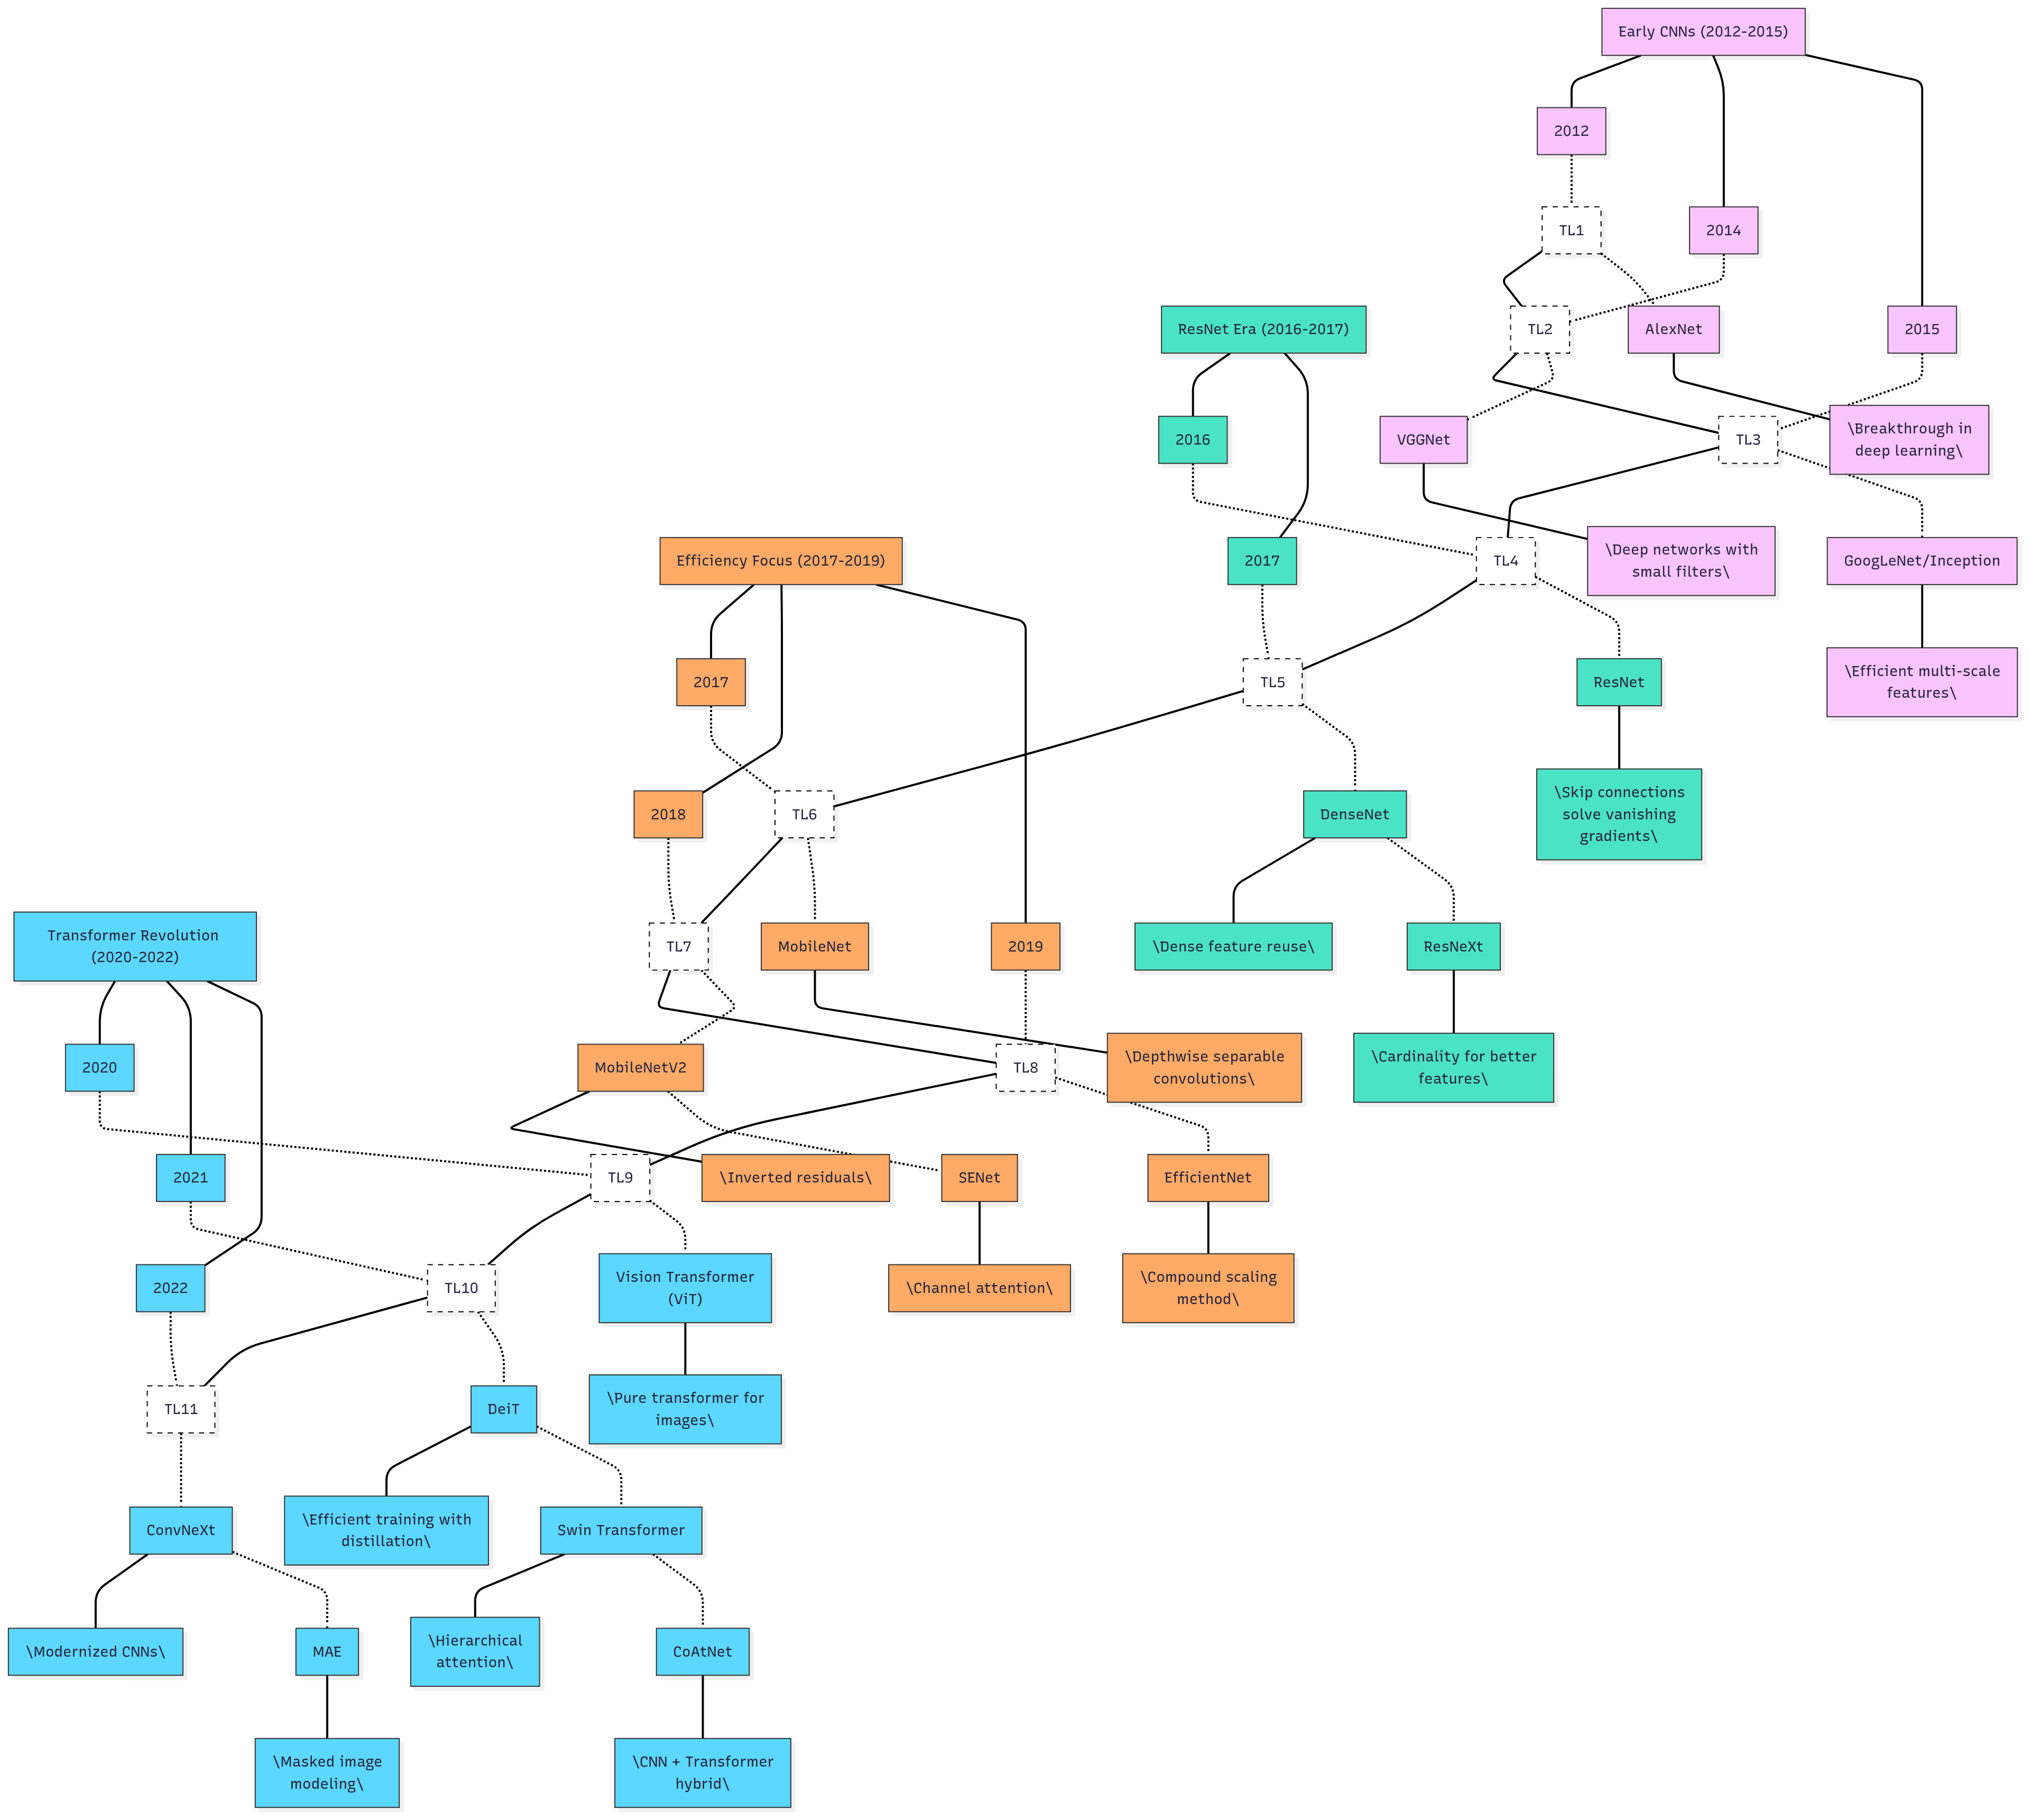 Early CNNs (2012-2015)
2012
TL1
2014
ResNet Era (2016-2017)
TL2
AlexNet
2015
2016
VGGNet
TL3
\Breakthrough in
deep learning\
Efficiency Focus (2017-2019)
2017
TL4
\Deep networks with
small filters\
GoogLeNet/Inception
2017
TL5
ResNet
\Efficient multi-scale
features\
2018
TL6
DenseNet
\Skip connections
solve vanishing
gradients\
Transformer Revolution
(2020-2022)
TL7
MobileNet
2019
\Dense feature reuse\
ResNeXt
2020
MobileNetV2
TL8
\Depthwise separable
convolutions\
\Cardinality for better
features\
2021
TL9
\Inverted residuals\
SENet
EfficientNet
2022
TL10
Vision Transformer
(ViT)
\Channel attention\
\Compound scaling
method\
TL11
DeiT
\Pure transformer for
images\
ConvNeXt
\Efficient training with
distillation\
Swin Transformer
\Modernized CNNs\
MAE
\Hierarchical
attention\
CoAtNet
\Masked image
modeling\
\CNN + Transformer
hybrid\